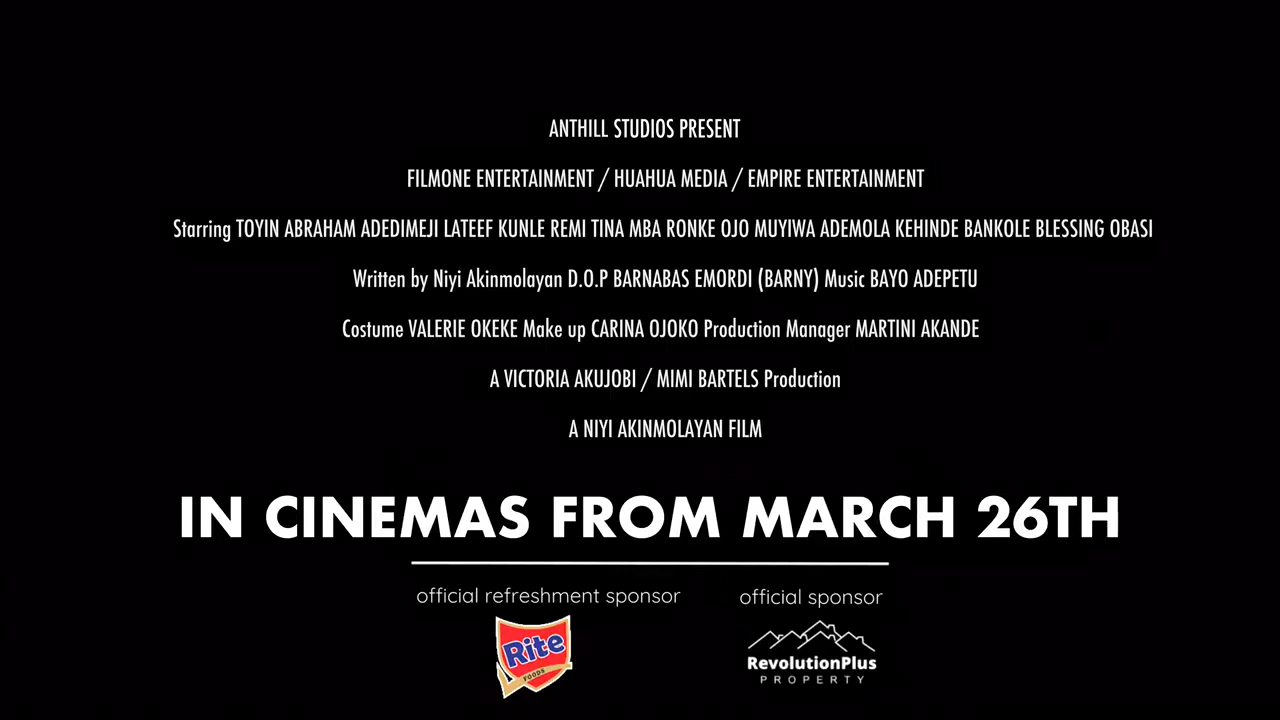 ANTHILL STUDIOS PRESENT
FILMONE ENTERTAINMENT / HUAHUA MEDIA / EMPIRE ENTERTAINMENT
Starring TOYIN ABRAHAM ADEDIMEJI LATEEF KUNLE REMI TINA MBA RONKE OJO MUYIWA ADEMOLA KEHINDE BANKOLE BLESSING OBASI
Written by Niyi Akinmolayan D.O.P BARNABAS EMORDI (BARNY) Music BAYO ADEPETU
Costume VALERIE OKEKE Make up CARINA OJOKO Production Manager MARTINI AKANDE
A VICTORIA AKUJOBI / MIMI BARTELS Production
A NIYI AKINMOLAYAN FILM
IN CINEMAS FROM MARCH 26TH
official refreshment sponsor
Rite
FOODS
official sponsor
RevolutionPlus
PROPERTY